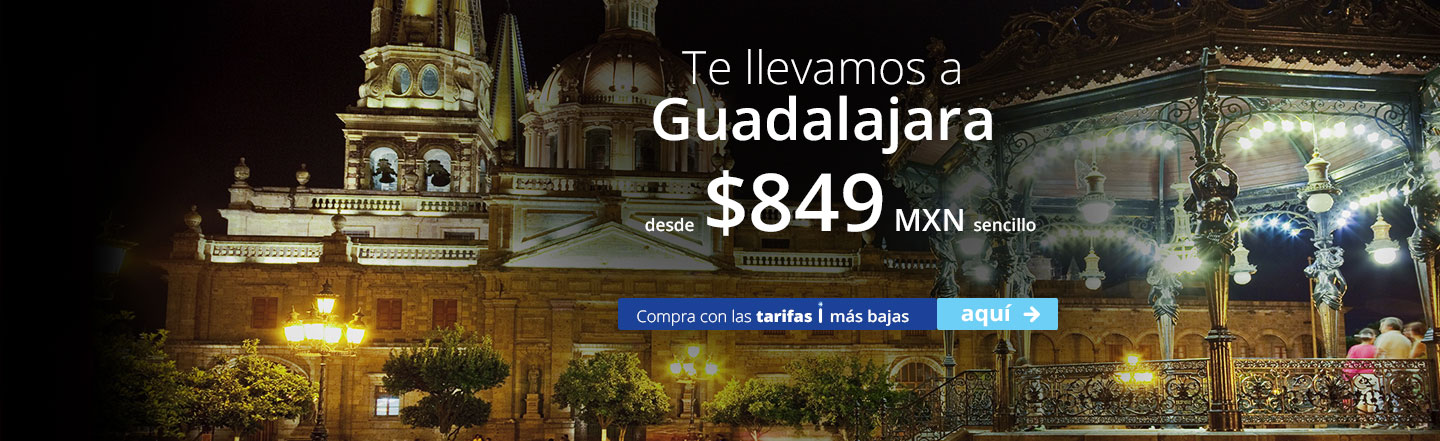 Te llevamos a
Guadalajara
desde $849 MXN sencillo
Compra con las tarifas i más bajas aquí →